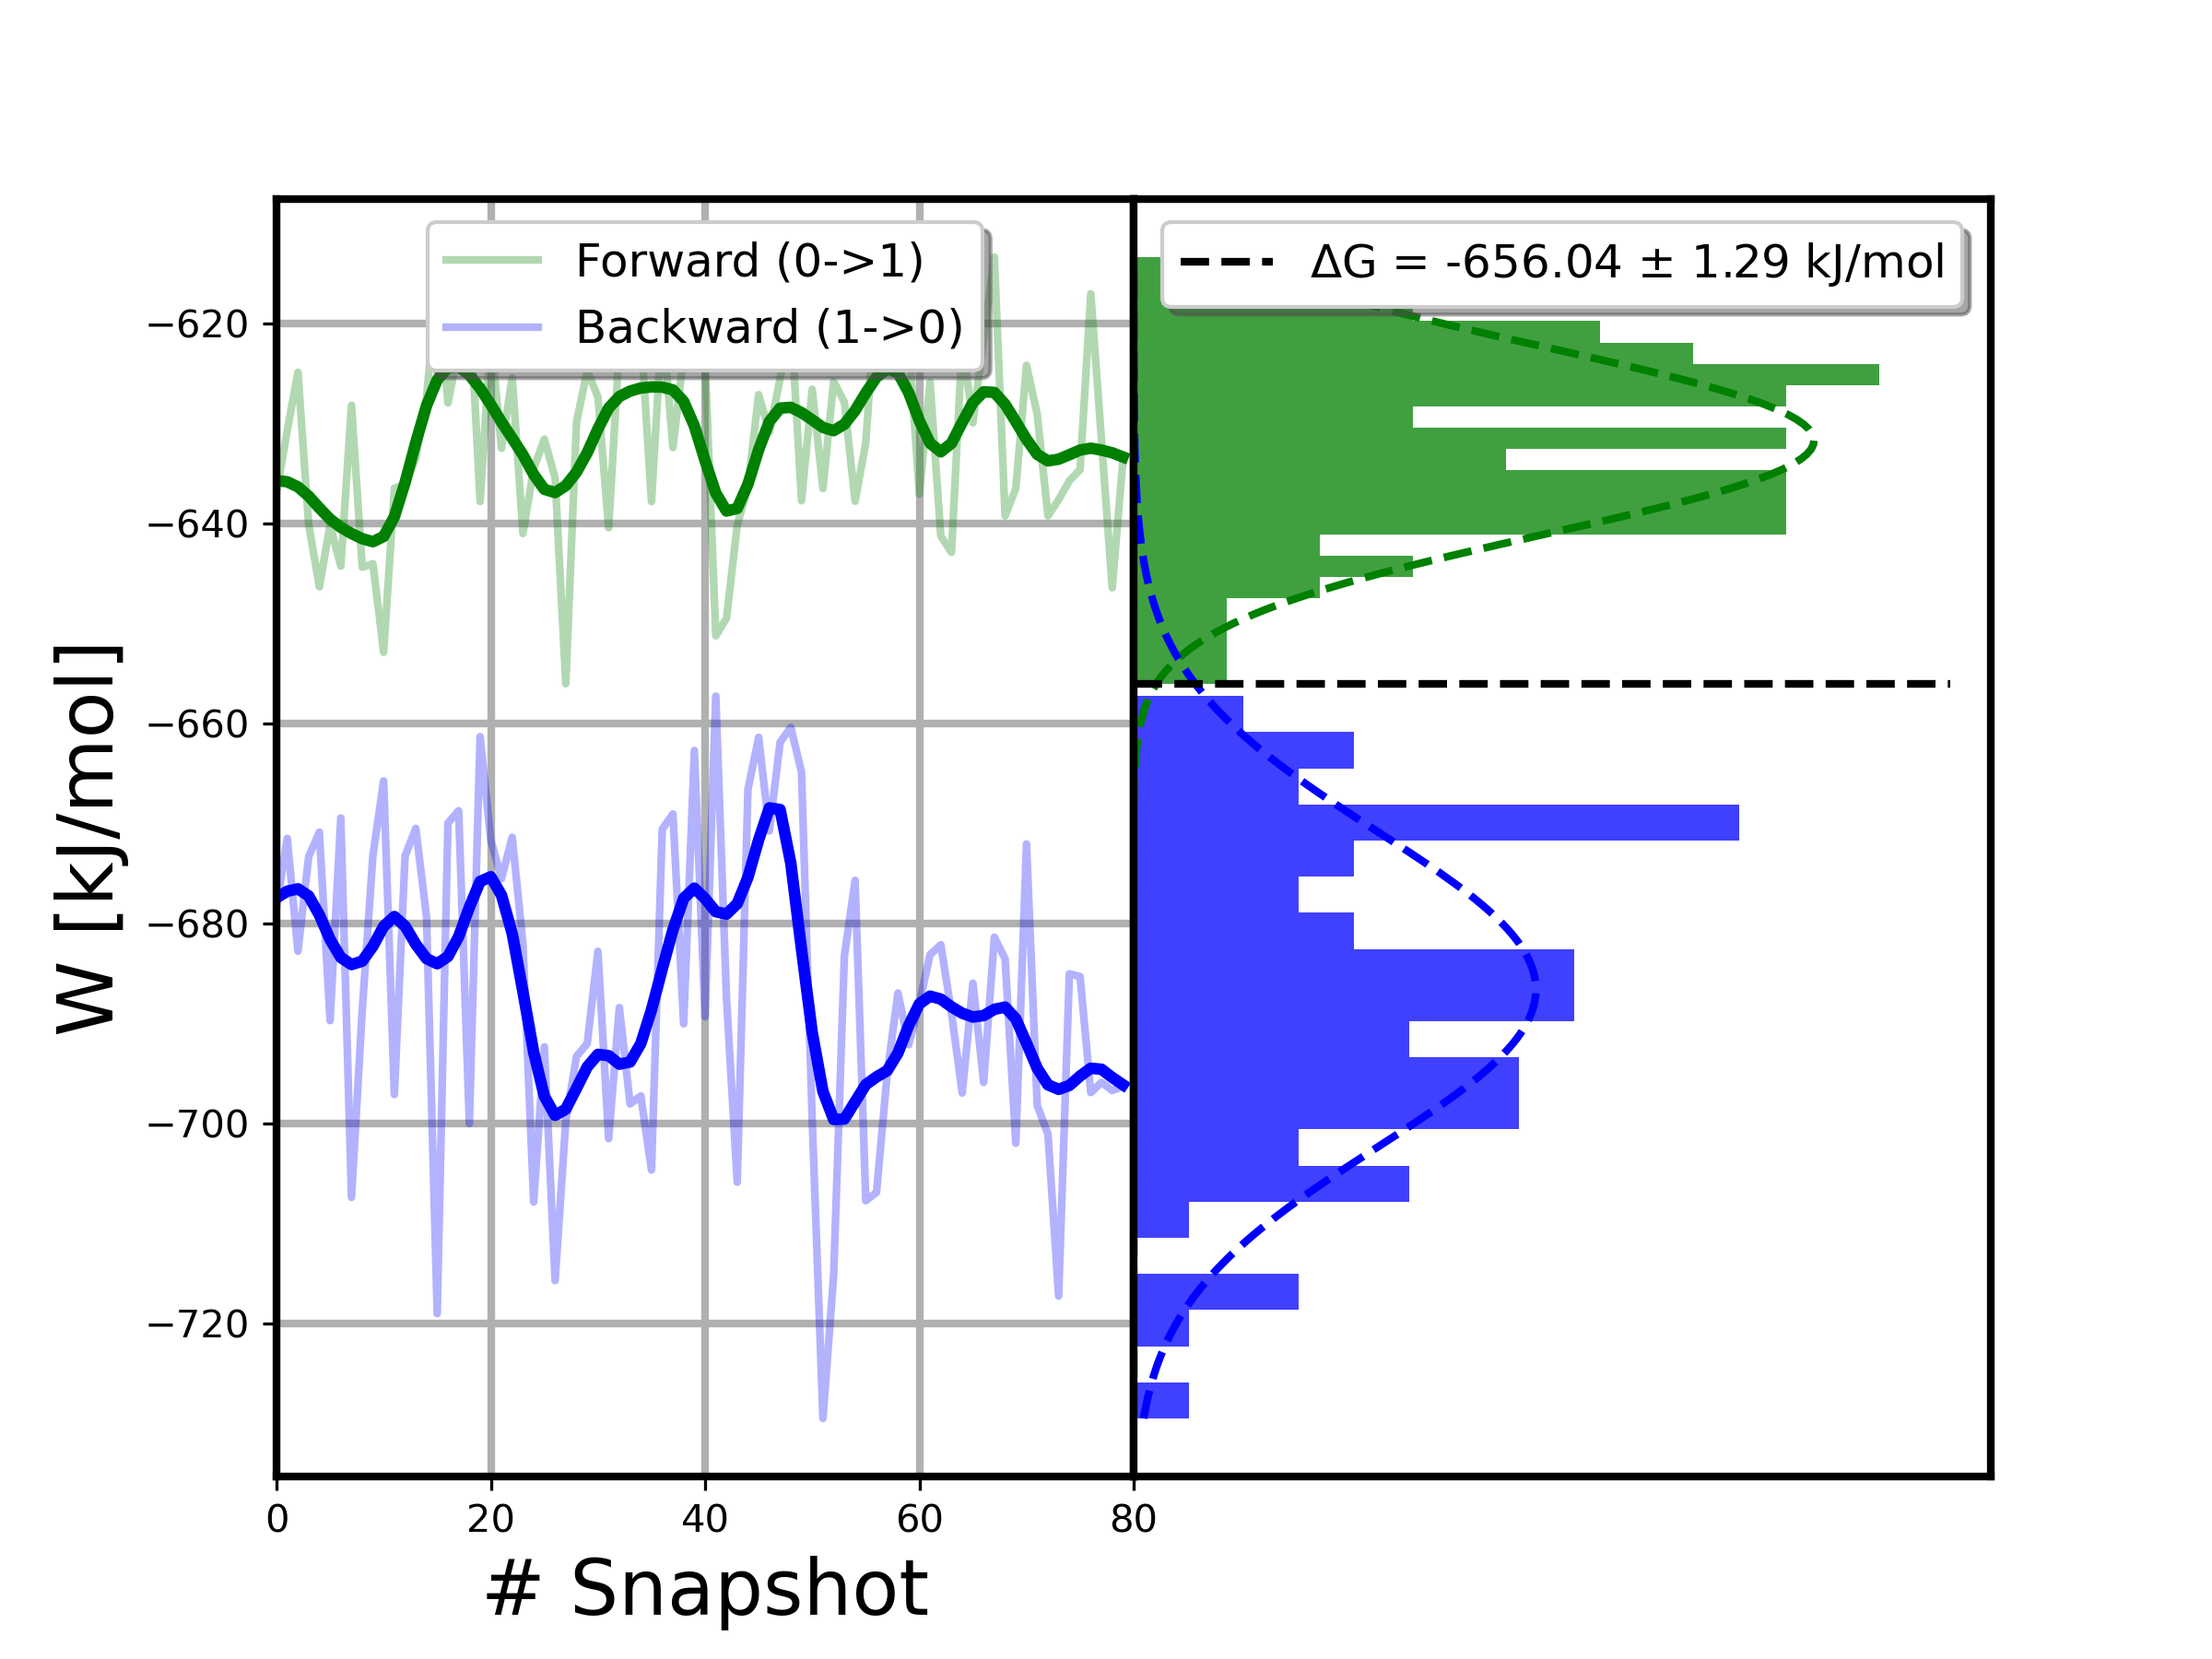 Forward (0->1)
Backward (1->0)
ΔG = -656.04 ± 1.29 kJ/mol
−620
−640
−660
−680
−700
−720
W [kJ/mol]
0 20 40 60 80
# Snapshot